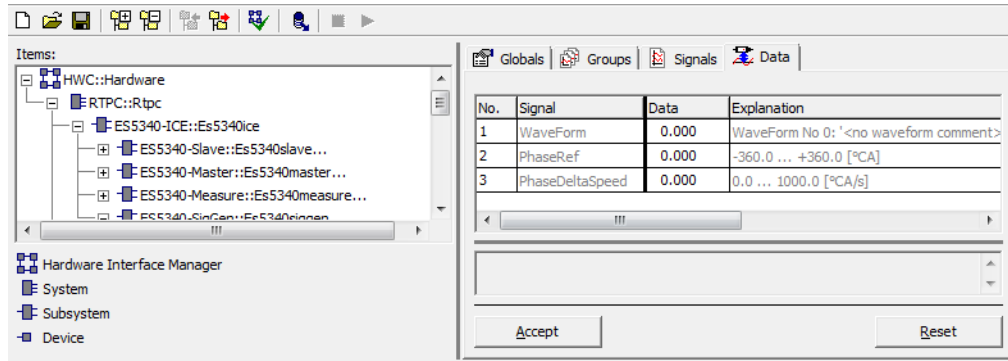 Items:
HWC::Hardware
RTPC::Rtpc
ES5340-ICE::Es5340ice
ES5340-Slave::Es5340slave...
ES5340-Master::Es5340master...
ES5340-Measure::Es5340measure...
ES5340-SigGen::Es5340siggen
Hardware Interface Manager
System
Subsystem
Device
Globals Groups Signals Data
No. Signal Data Explanation
1 WaveForm 0.000 WaveForm No 0: '<no waveform comment>
2 PhaseRef 0.000 -360.0 ... +360.0 [°CA]
3 PhaseDeltaSpeed 0.000 0.0 ... 1000.0 [°CA/s]
Accept Reset